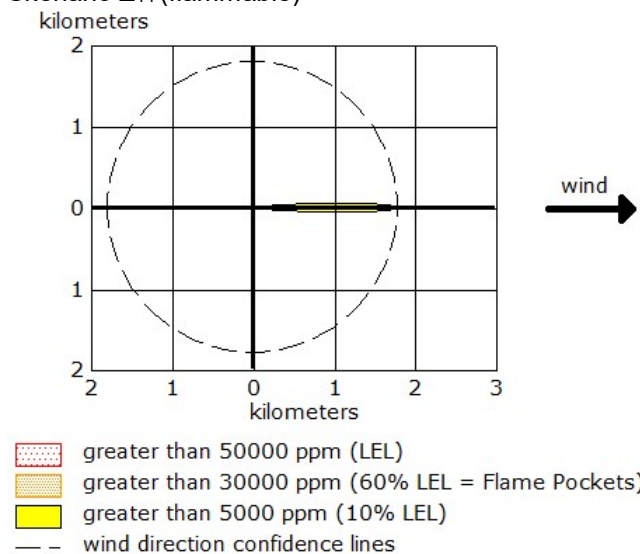 (flammable)
kilometers
2
1
wind
0
1
2
2 1 0 1 2 3
kilometers
greater than 50000 ppm (LEL)
greater than 30000 ppm (60% LEL = Flame Pockets)
greater than 5000 ppm (10% LEL)
wind direction confidence lines